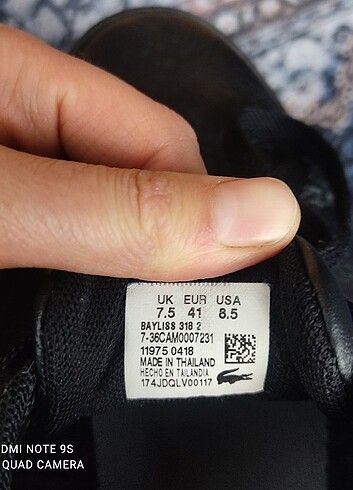 UK EUR USA
7.5 41 8.5
BAYLISS 318 2
7-36CAM0007231
11975 0418
MADE IN THAILAND
HECHO EN TAILANDIA
174JDQLV00117
DMI NOTE 9S
QUAD CAMERA